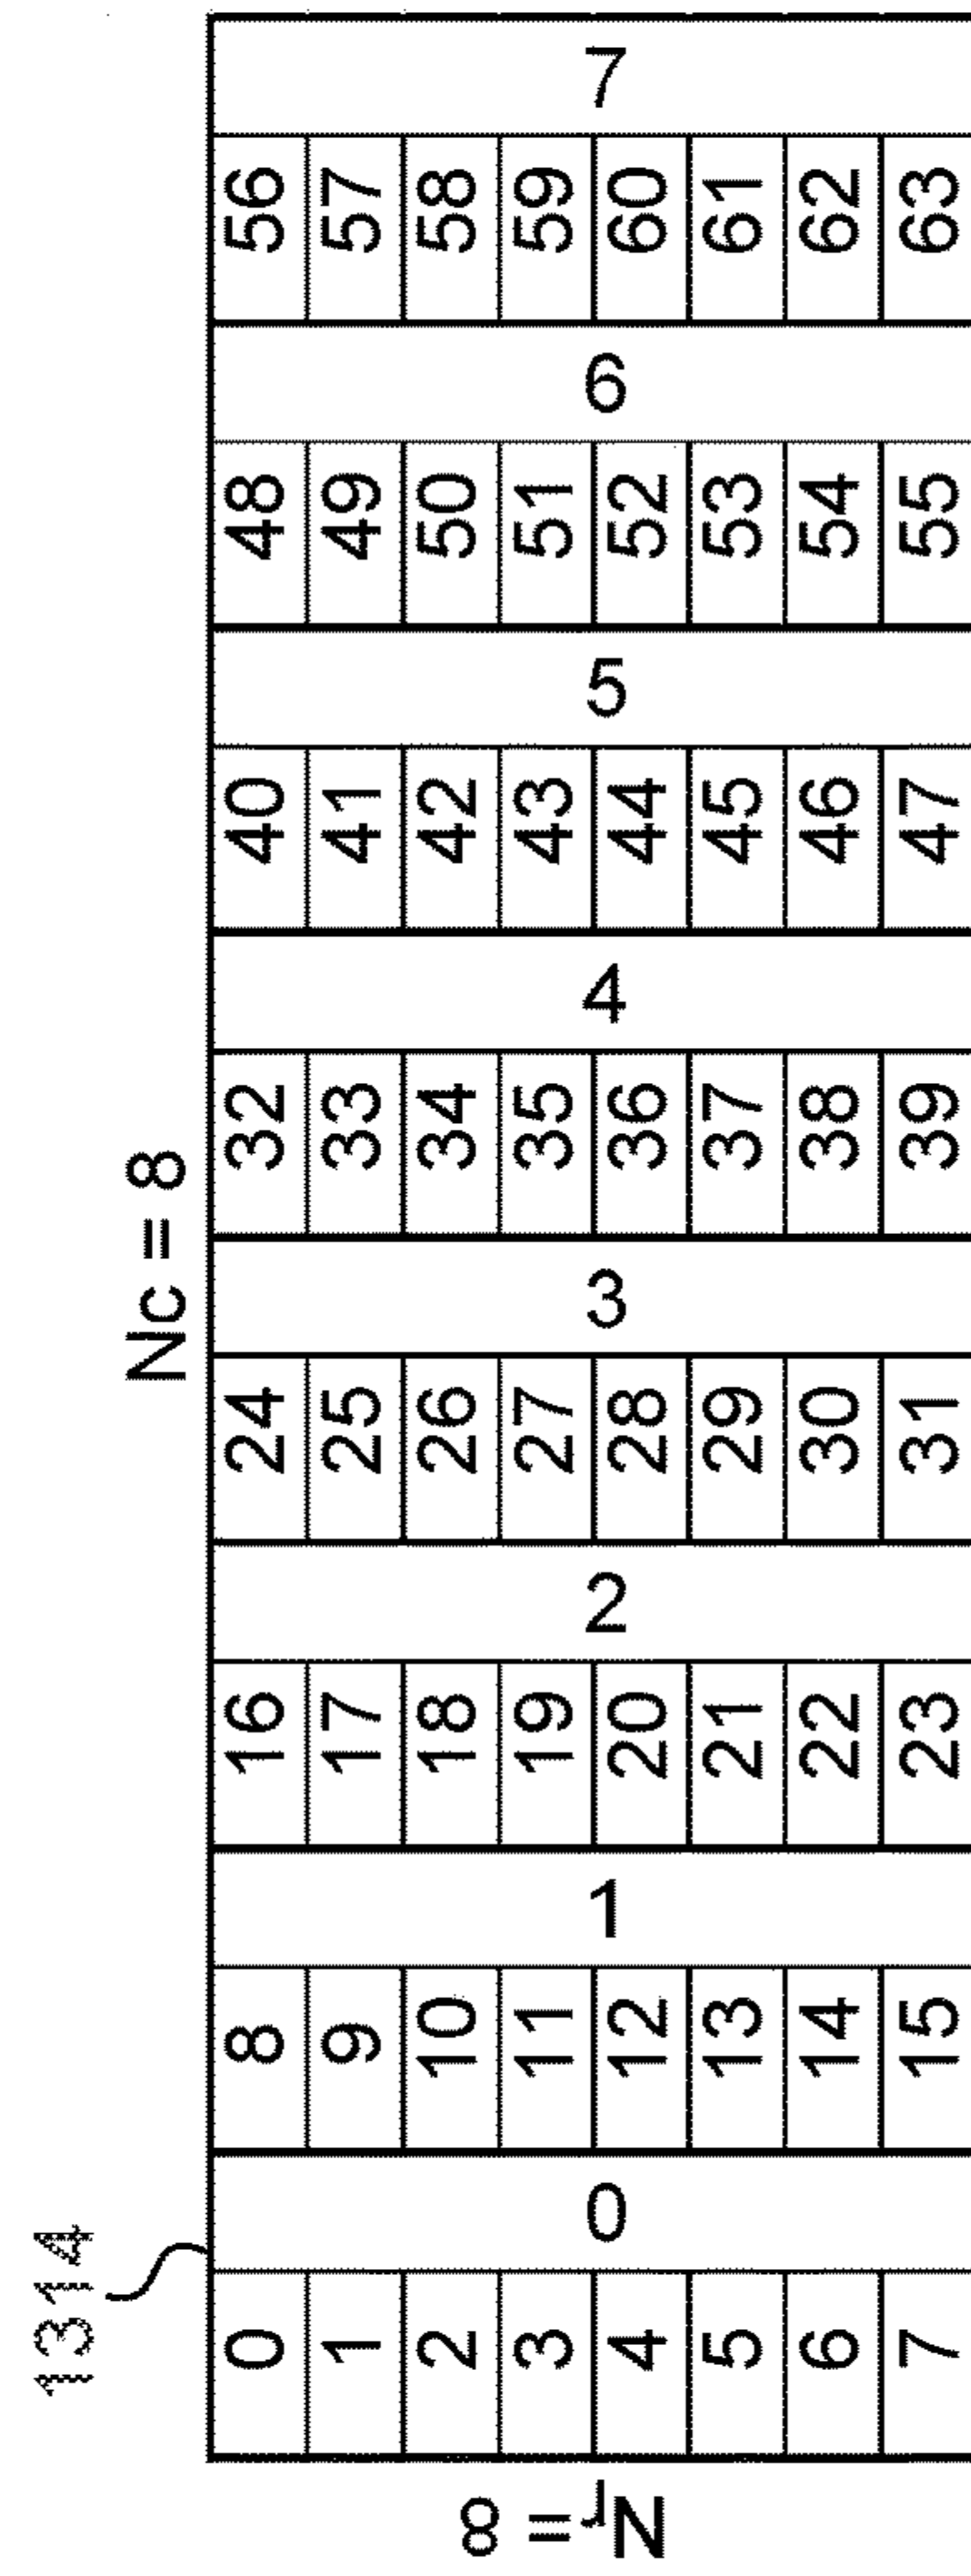 1314
Nc = 8
Nr = 8
0 8 16 24 32 40 48 56
1 9 17 25 33 41 49 57
2 10 18 26 34 42 50 58
3 11 19 27 35 43 51 59
4 0 12 1 20 2 28 3 36 4 44 5 52 6 60 7
5 13 21 29 37 45 53 61
6 14 22 30 38 46 54 62
7 15 23 31 39 47 55 63